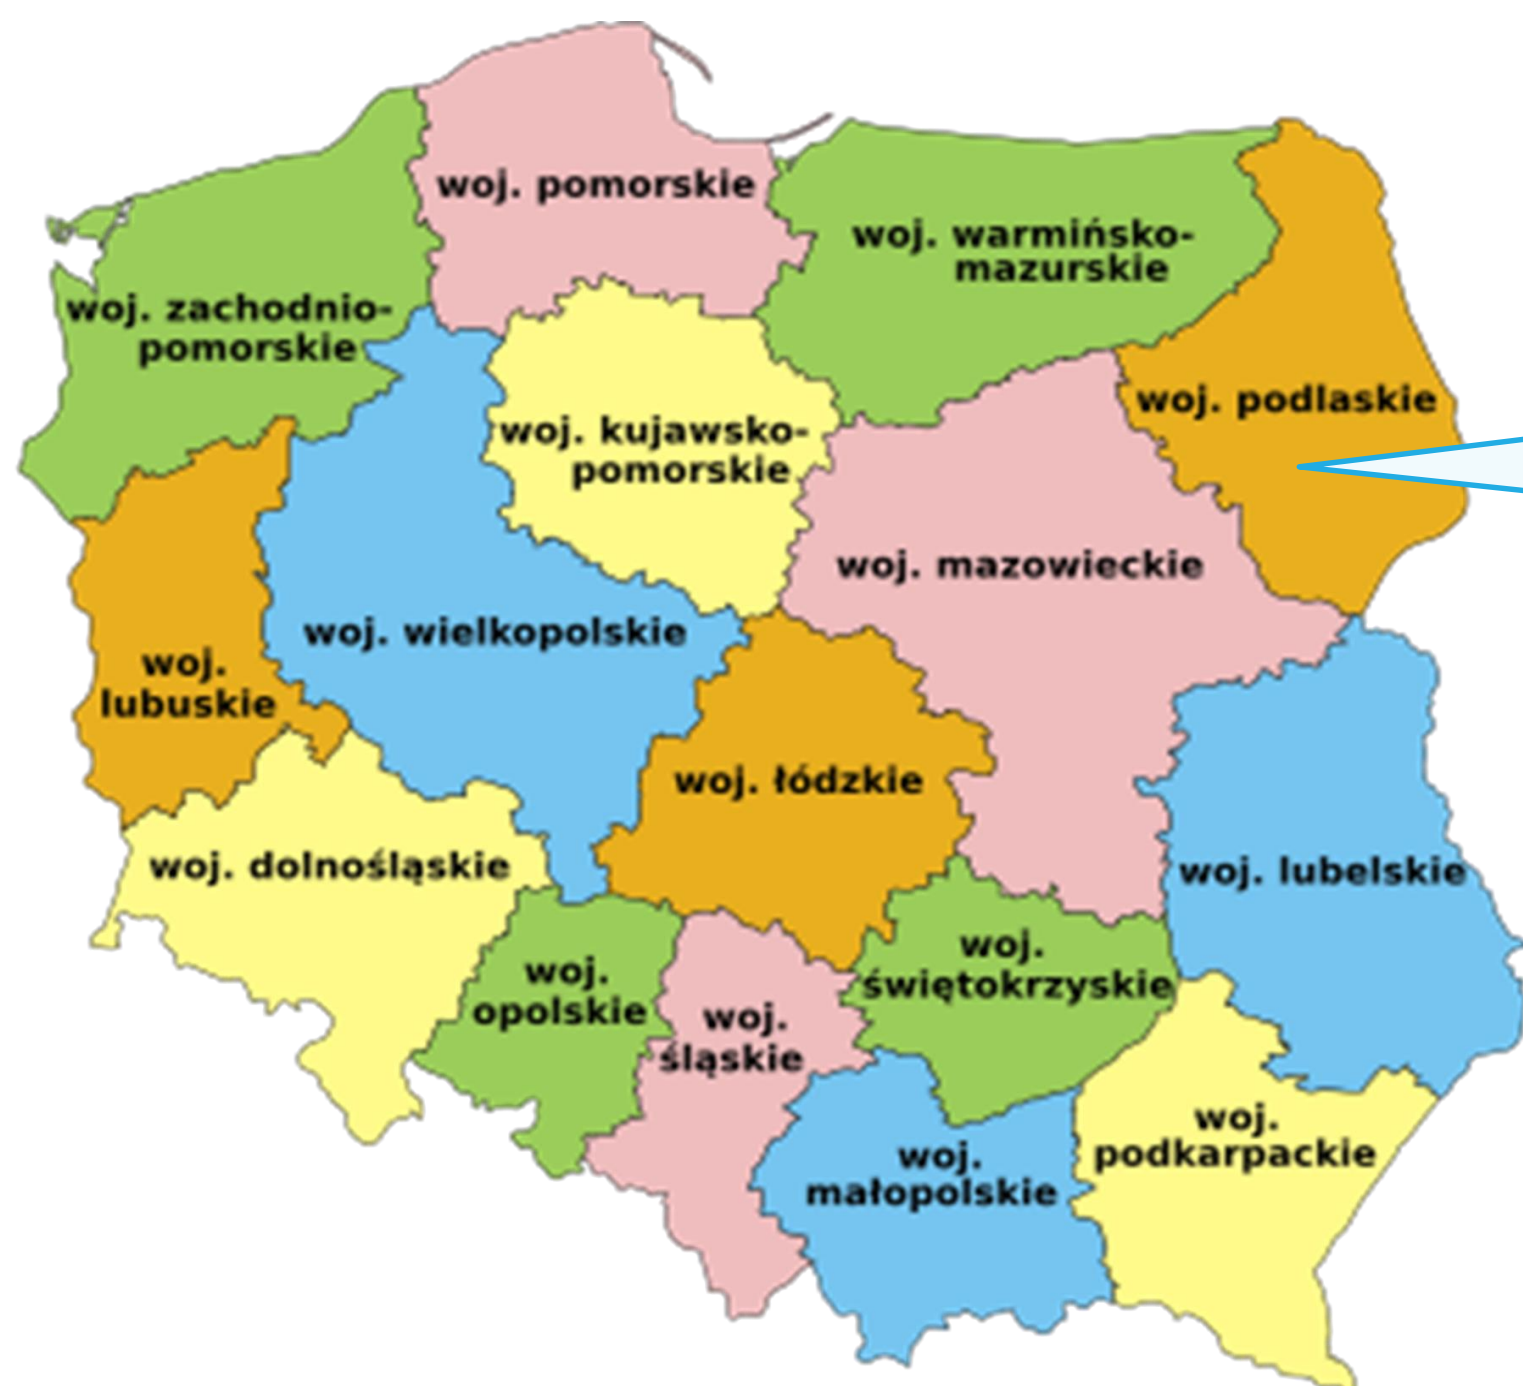 woj. pomorskie
woj. warmińsko-
mazurskie
woj. zachodnio-
pomorskie
woj. podlaskie
woj. kujawsko-
pomorskie
woj. mazowieckie
woj. wielkopolskie
woj.
lubuskie
woj. łódzkie
woj. dolnośląskie
woj. lubelskie
woj.
świętokrzyskie
woj.
opolskie
woj.
śląskie
woj.
podkarpackie
woj.
małopolskie